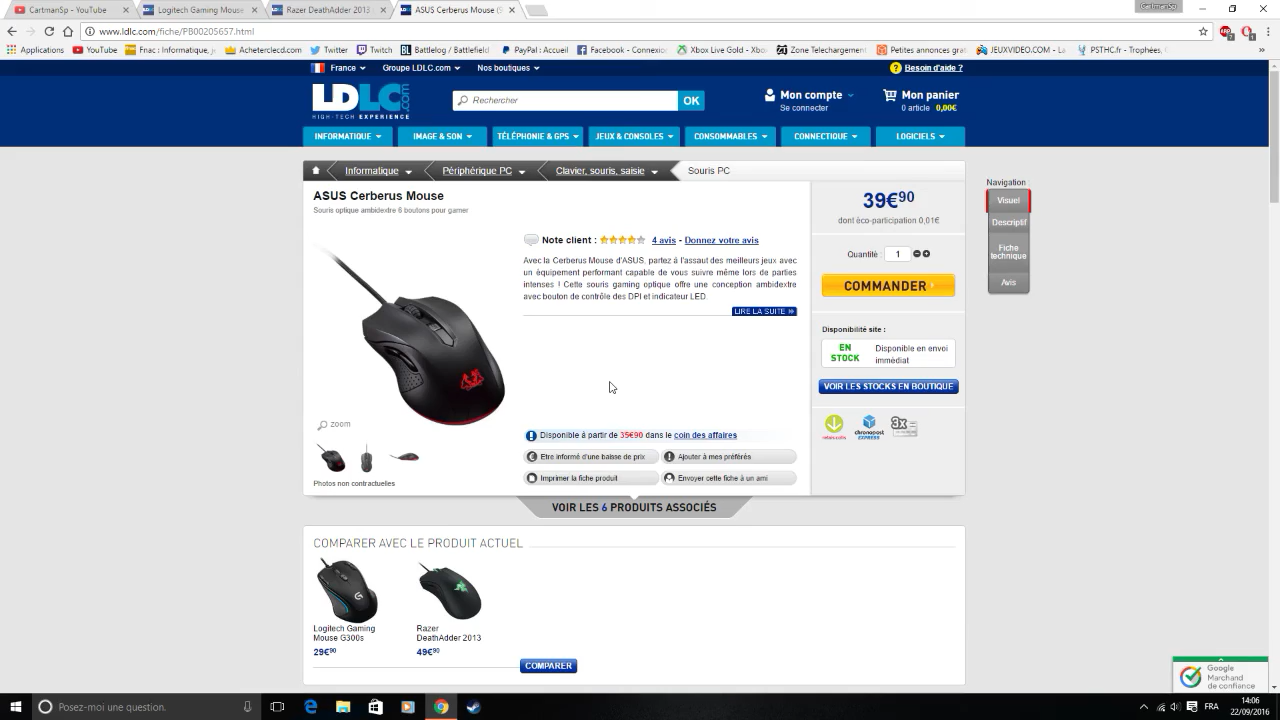 CartmanSp - YouTube
Logitech Gaming Mouse
Razer DeathAdder 2013
ASUS Cerberus Mouse (S
CartmanSp
www.ldlc.com/fiche/PB00205657.html
Applications
YouTube
Fnac : Informatique, j
Acheterclecd.com
Twitter
Twitch
Battlelog / Battlefield
PayPal : Accueil
Facebook - Connexio
Xbox Live Gold - Xbo
Zone Telechargement
Petites annonces grat
JEUXVIDEO.COM - La
PSTHC.fr - Trophées, G
France
Groupe LDLC.com
Nos boutiques
Besoin d'aide ?
LDLC.com
HIGH-TECH EXPERIENCE
Rechercher
OK
Mon compte
Se connecter
Mon panier
0 article 0,00€
INFORMATIQUE
IMAGE & SON
TÉLÉPHONIE & GPS
JEUX & CONSOLES
CONSOMMABLES
CONNECTIQUE
LOGICIELS
Informatique
Périphérique PC
Clavier, souris, saisie
Souris PC
ASUS Cerberus Mouse
Souris optique ambidextre 6 boutons pour gamer
Note client :
4 avis - Donnez votre avis
Avec la Cerberus Mouse d'ASUS, partez à l'assaut des meilleurs jeux avec
un équipement performant capable de vous suivre même lors de parties
intenses ! Cette souris gaming optique offre une conception ambidextre
avec bouton de contrôle des DPI et indicateur LED.
LIRE LA SUITE
zoom
Photos non contractuelles
Disponible à partir de 35€90 dans le coin des affaires
Etre informé d'une baisse de prix
Ajouter à mes préférés
Imprimer la fiche produit
Envoyer cette fiche à un ami
39€90
dont éco-participation 0,01€
Quantité : 1
COMMANDER
Disponibilité site :
EN
STOCK
Disponible en envoi
immédiat
VOIR LES STOCKS EN BOUTIQUE
relais colis
chronopost
EXPRESS
3x
Navigation :
Visuel
Descriptif
Fiche
technique
Avis
VOIR LES 6 PRODUITS ASSOCIÉS
COMPARER AVEC LE PRODUIT ACTUEL
Logitech Gaming
Mouse G300s
29€90
Razer
DeathAdder 2013
49€90
COMPARER
Google
Marchand
de confiance
Posez-moi une question.
FRA
14:06
22/09/2016